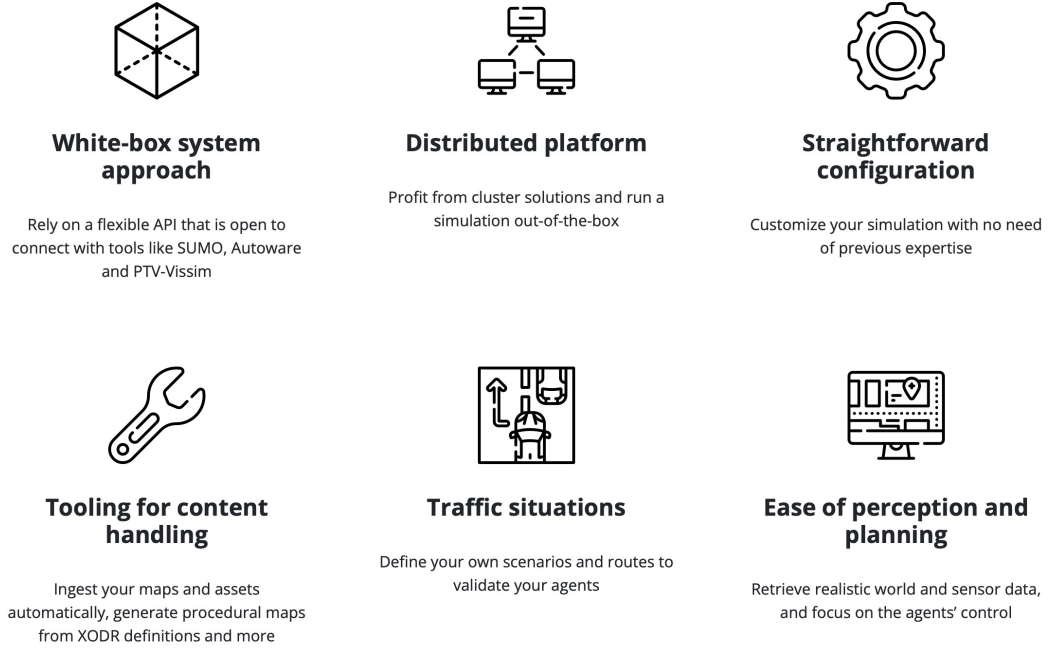 White-box system
approach
Rely on a flexible API that is open to
connect with tools like SUMO, Autoware
and PTV-Vissim
Distributed platform
Profit from cluster solutions and run a
simulation out-of-the-box
Straightforward
configuration
Customize your simulation with no need
of previous expertise
Tooling for content
handling
Ingest your maps and assets
automatically, generate procedural maps
from XODR definitions and more
Traffic situations
Define your own scenarios and routes to
validate your agents
Ease of perception and
planning
Retrieve realistic world and sensor data,
and focus on the agents’ control